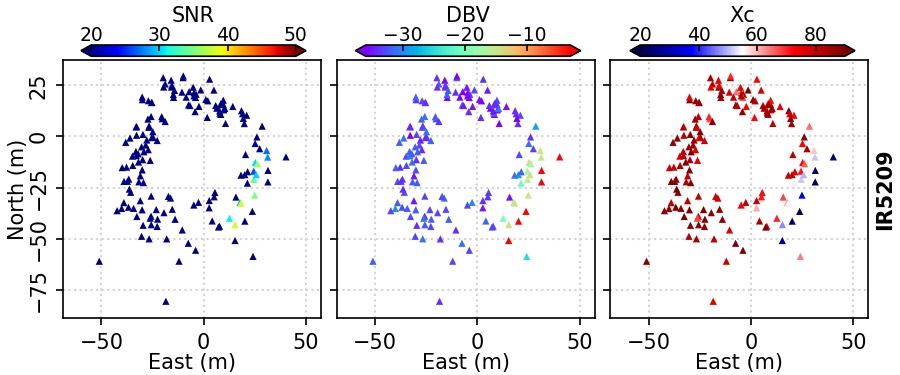 SNR DBV Xc
20 30 40 50 −30 −20 −10 20 40 60 80
25
0
−25
−50
−75
North (m)
IR5209
−50 0 50 −50 0 50 −50 0 50
East (m) East (m) East (m)